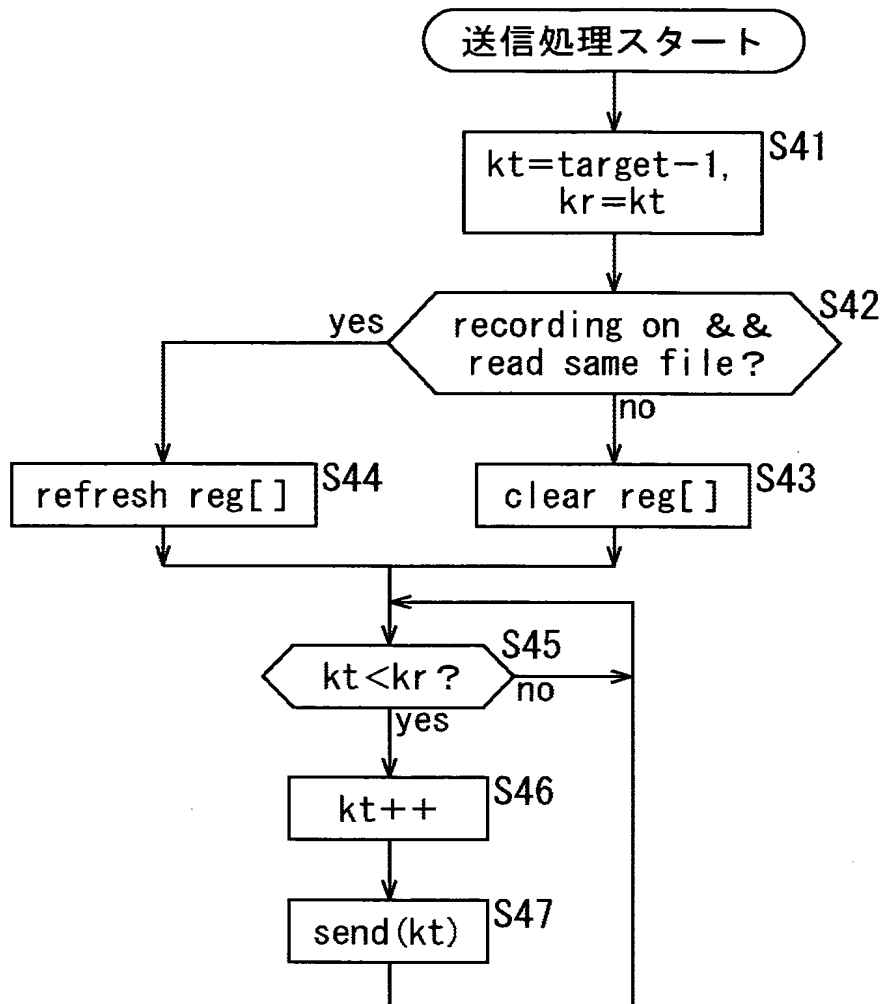 送信処理スタート
S41
kt=target-1,
kr=kt
S42
yes
recording on &&
read same file?
no
S44
refresh reg[]
S43
clear reg[]
S45
kt<kr?
no
yes
S46
kt++
S47
send(kt)